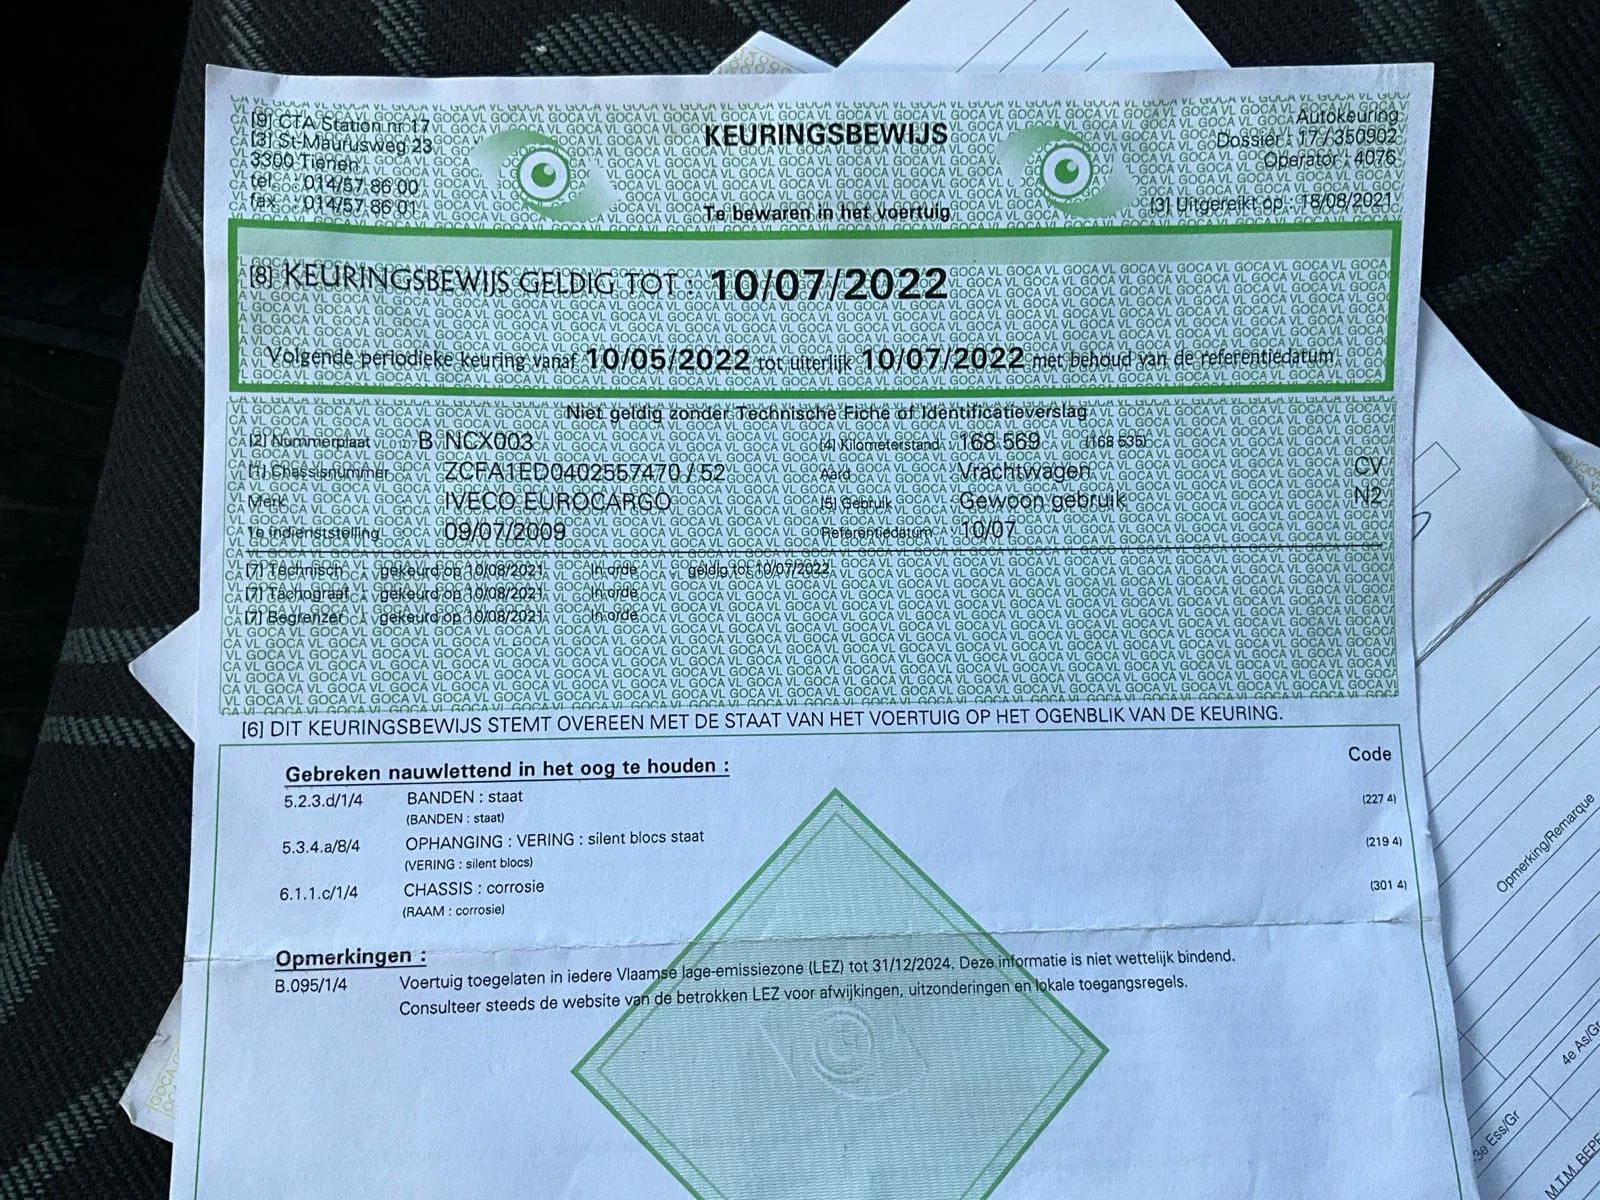 [9] CTA Station nr 17
[3] St-Maurusweg 23
3300 Tienen
tel. : 014/57.86.00
fax : 014/57.86.01
KEURINGSBEWIJS
Te bewaren in het voertuig
Autokeuring
Dossier : 17 / 350902
Operator : 4076
[3] Uitgereikt op : 18/08/2021
[8] KEURINGSBEWIJS GELDIG TOT : 10/07/2022
Volgende periodieke keuring vanaf 10/05/2022 tot uiterlijk 10/07/2022 met behoud van de referentiedatum
Niet geldig zonder Technische Fiche of Identificatieverslag
[2] Nummerplaat : B NCX003 [4] Kilometerstand 168 569 (168 535)
[1] Chassisnummer ZCFA1ED0402557470 / 52 Aard Vrachtwagen CV
Merk IVECO EUROCARGO [5] Gebruik Gewoon gebruik N2
1e indienststelling 09/07/2009 Referentiedatum 10/07
[7] Technisch gekeurd op 10/08/2021 In orde geldig tot 10/07/2022
[7] Tachograaf gekeurd op 10/08/2021 In orde
[7] Begrenzer gekeurd op 10/08/2021 In orde
[6] DIT KEURINGSBEWIJS STEMT OVEREEN MET DE STAAT VAN HET VOERTUIG OP HET OGENBLIK VAN DE KEURING.
Code
Gebreken nauwlettend in het oog te houden :
5.2.3.d/1/4 BANDEN : staat (227 4)
(BANDEN : staat)
5.3.4.a/8/4 OPHANGING : VERING : silent blocs staat (219 4)
(VERING : silent blocs)
6.1.1.c/1/4 CHASSIS : corrosie (301 4)
(RAAM : corrosie)
Opmerkingen :
B.095/1/4 Voertuig toegelaten in iedere Vlaamse lage-emissiezone (LEZ) tot 31/12/2024. Deze informatie is niet wettelijk bindend.
Consulteer steeds de website van de betrokken LEZ voor afwijkingen, uitzonderingen en lokale toegangsregels.
Opmerking/Remarque
4e As/Gr
3e Ess/Gr
M.T.M. BEPE